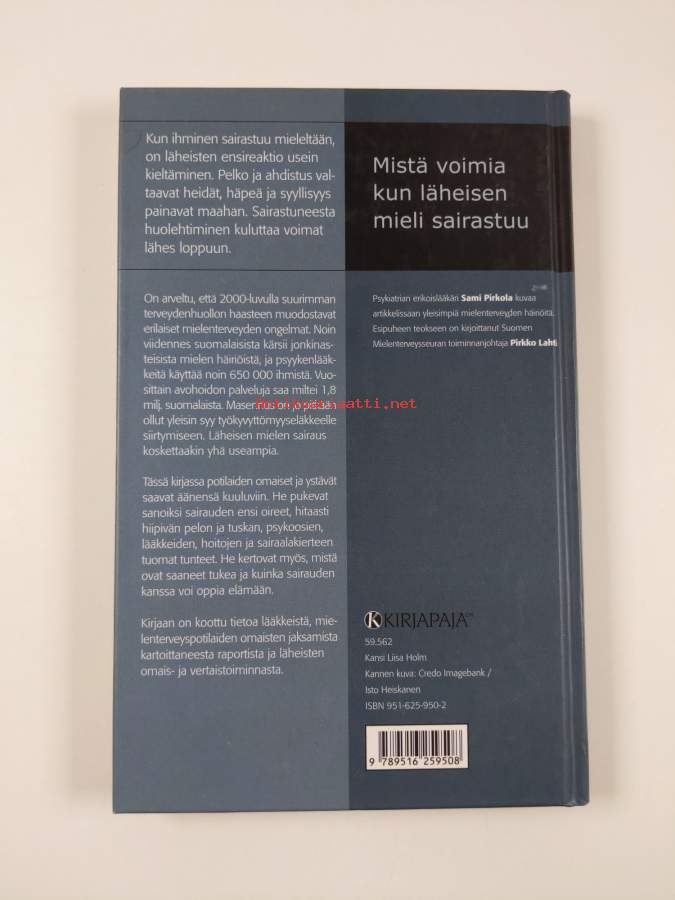 Kun ihminen sairastuu mieleltään,
on läheisten ensireaktio usein
kieltäminen. Pelko ja ahdistus val-
taavat heidät, häpeä ja syyllisyys
painavat maahan. Sairastuneesta
huolehtiminen kuluttaa voimat
lähes loppuun.
On arveltu, että 2000-luvulla suurimman
terveydenhuollon haasteen muodostavat
erilaiset mielenterveyden ongelmat. Noin
viidennes suomalaisista kärsii jonkinas-
teisista mielen häiriöistä, ja psyykenlääk-
keitä käyttää noin 650 000 ihmistä. Vuo-
sittain avohoidon palveluja saa miltei 1,8
milj. suomalaista. Masennus on jo pitkään
ollut yleisin syy työkyvyttömyyseläkkeelle
siirtymiseen. Läheisen mielen sairaus
koskettaakin yhä useampia.
Tässä kirjassa potilaiden omaiset ja ystävät
saavat äänensä kuuluviin. He pukevat
sanoiksi sairauden ensi oireet, hitaasti
hiipivän pelon ja tuskan, psykoosien,
lääkkeiden, hoitojen ja sairaalakierteen
tuomat tunteet. He kertovat myös, mistä
ovat saaneet tukea ja kuinka sairauden
kanssa voi oppia elämään.
Kirjaan on koottu tietoa lääkkeistä, mie-
lenterveyspotilaiden omaisten jaksamista
kartoittaneesta raportista ja läheisten
omais- ja vertaistoiminnasta.
Mistä voimia
kun läheisen
mieli sairastuu
Psykiatrian erikoislääkäri Sami Pirkola kuvaa
artikkelissaan yleisimpiä mielenterveyden häiriöitä.
Esipuheen teokseen on kirjoittanut Suomen
Mielenterveysseuran toiminnanjohtaja Pirkko Lahti
KIRJAPAJA
59.562
Kansi Liisa Holm
Kannen kuva: Credo Imagebank /
Isto Heiskanen
ISBN 951-625-950-2
9 789516 259508